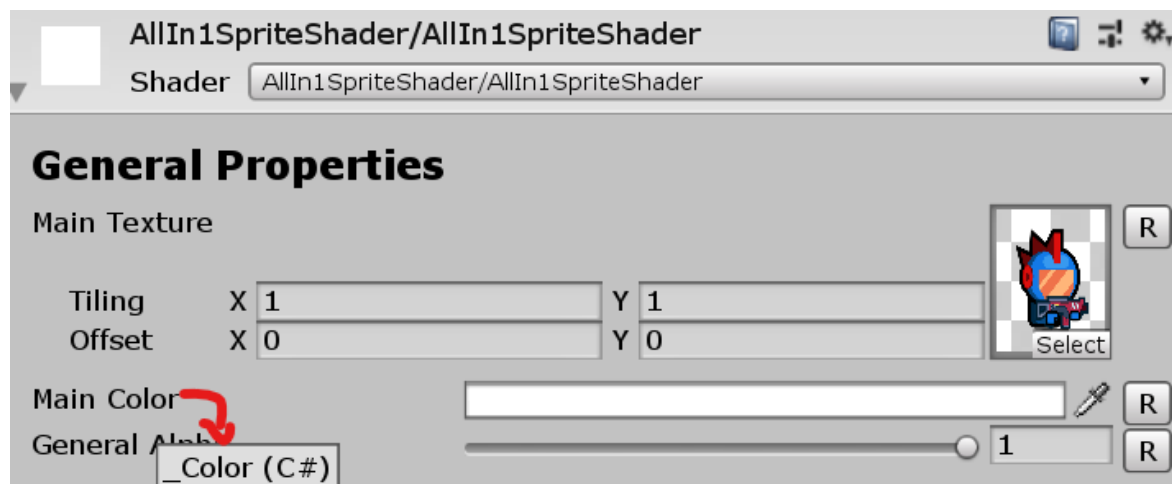 AllIn1SpriteShader/AllIn1SpriteShader
Shader AllIn1SpriteShader/AllIn1SpriteShader
General Properties
Main Texture R
Tiling X 1 Y 1
Offset X 0 Y 0
Select
Main Color R
General 1 R
_Color (C#)